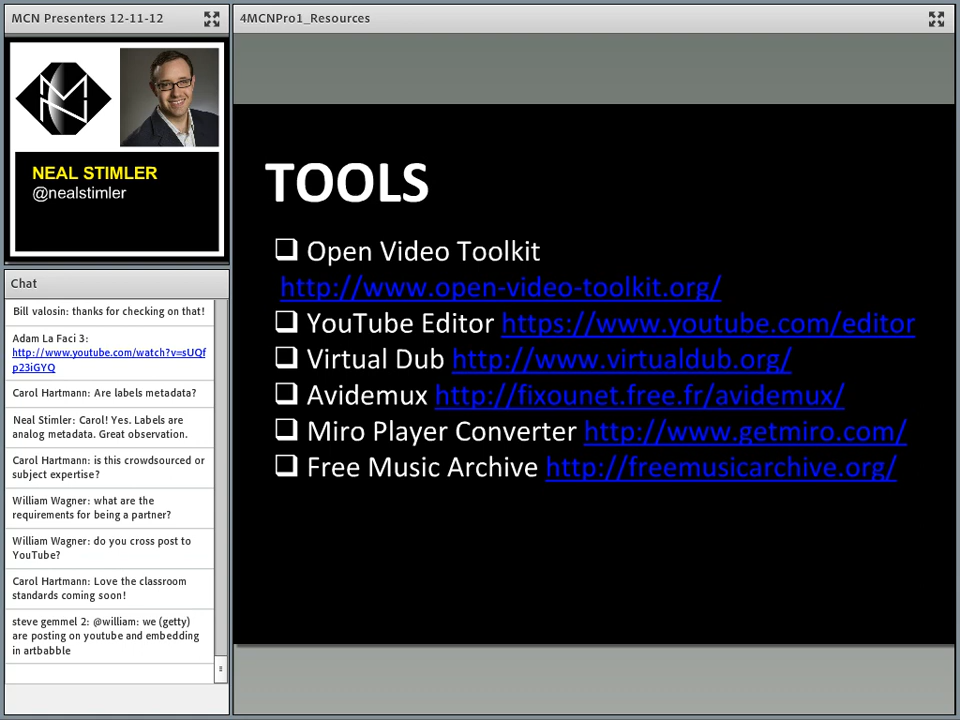 MCN Presenters 12-11-12
4MCNPro1_Resources
NEAL STIMLER
@nealstimler
Chat
Bill valosin: thanks for checking on that!
Adam La Faci 3:
http://www.youtube.com/watch?v=sUQf
p23iGYQ
Carol Hartmann: Are labels metadata?
Neal Stimler: Carol! Yes. Labels are
analog metadata. Great observation.
Carol Hartmann: is this crowdsourced or
subject expertise?
William Wagner: what are the
requirements for being a partner?
William Wagner: do you cross post to
YouTube?
Carol Hartmann: Love the classroom
standards coming soon!
steve gemmel 2: @william: we (getty)
are posting on youtube and embedding
in artbabble
TOOLS
❑ Open Video Toolkit
http://www.open-video-toolkit.org/
❑ YouTube Editor https://www.youtube.com/editor
❑ Virtual Dub http://www.virtualdub.org/
❑ Avidemux http://fixounet.free.fr/avidemux/
❑ Miro Player Converter http://www.getmiro.com/
❑ Free Music Archive http://freemusicarchive.org/